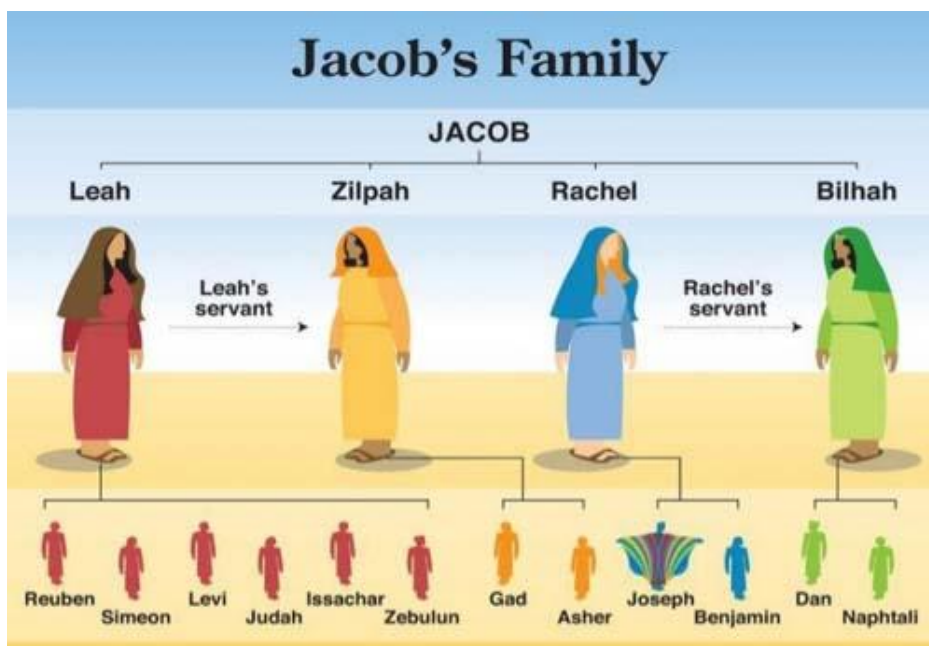 Jacob's Family
JACOB
Leah
Zilpah
Rachel
Bilhah
Leah's
servant
Rachel's
servant
Reuben
Simeon
Levi
Judah
Issachar
Zebulun
Gad
Asher
Joseph
Benjamin
Dan
Naphtali